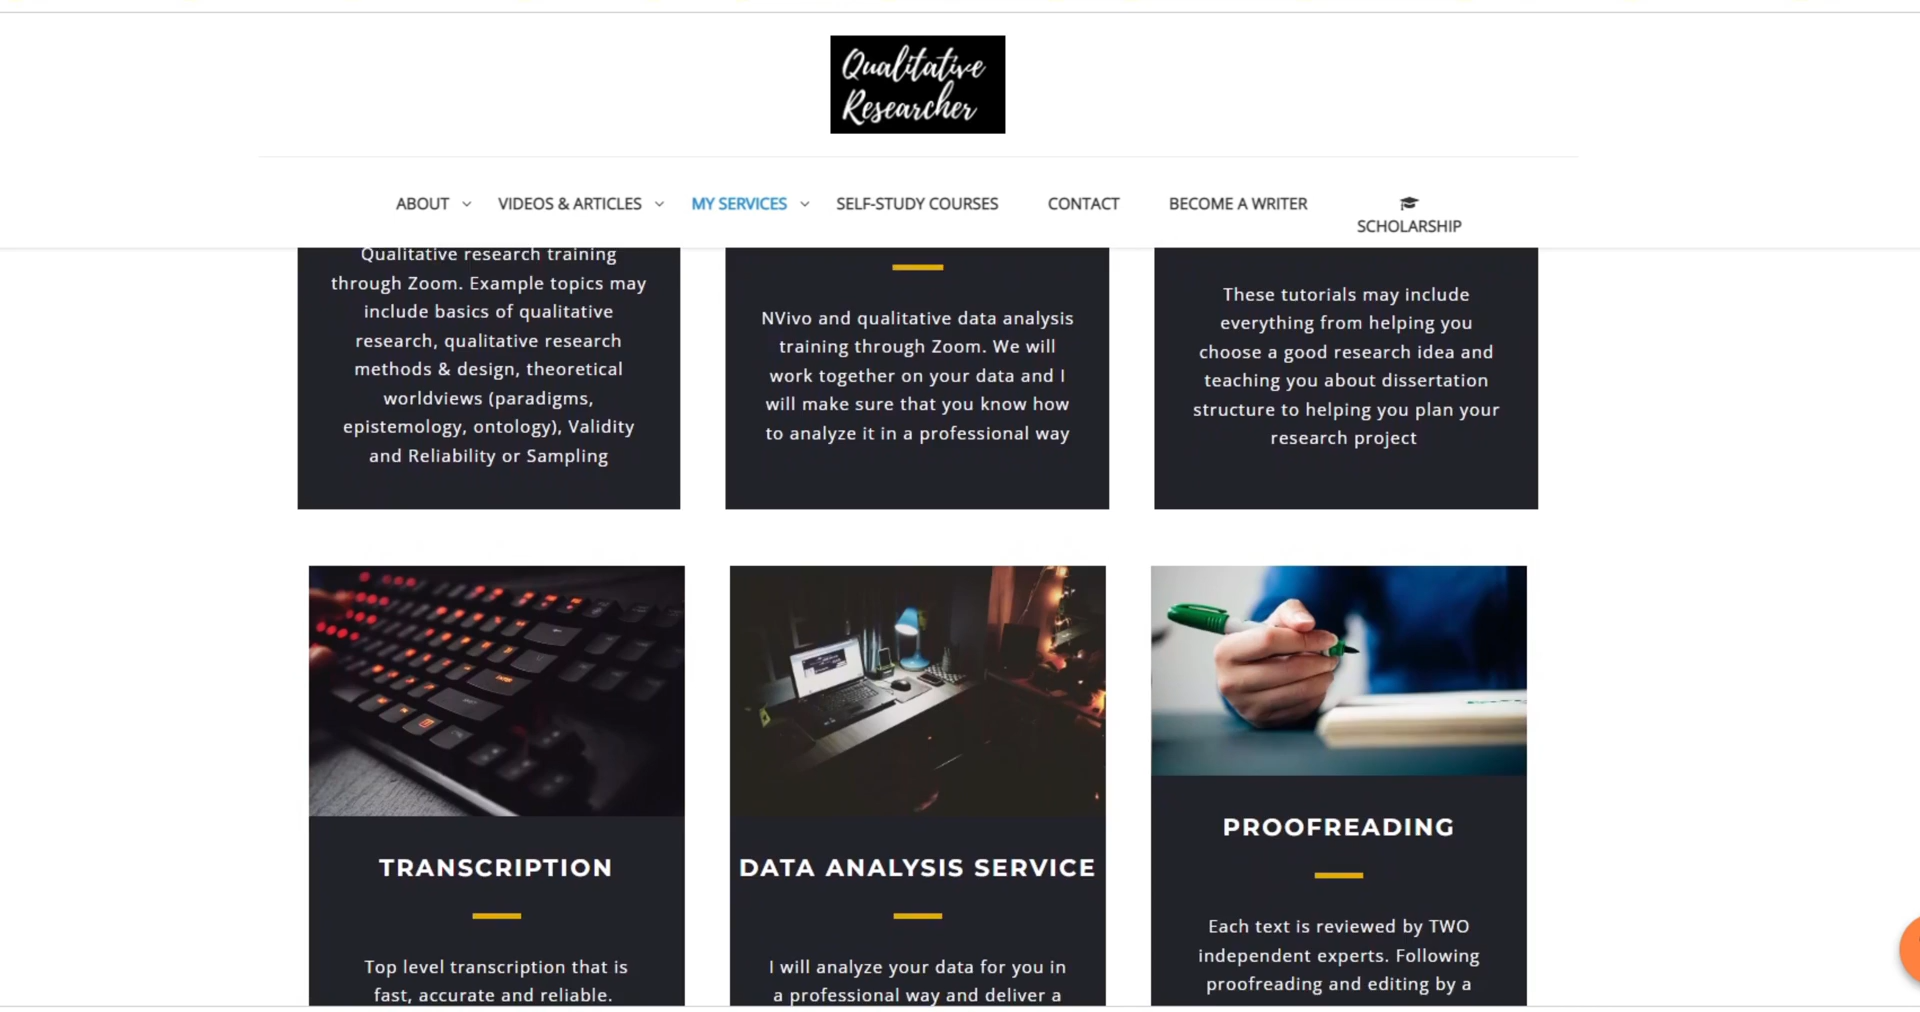 Qualitative
Researcher
ABOUT
VIDEOS & ARTICLES
MY SERVICES
SELF-STUDY COURSES
CONTACT
BECOME A WRITER
SCHOLARSHIP
Qualitative research training
through Zoom. Example topics may
include basics of qualitative
research, qualitative research
methods & design, theoretical
worldviews (paradigms,
epistemology, ontology), Validity
and Reliability or Sampling
NVivo and qualitative data analysis
training through Zoom. We will
work together on your data and I
will make sure that you know how
to analyze it in a professional way
These tutorials may include
everything from helping you
choose a good research idea and
teaching you about dissertation
structure to helping you plan your
research project
TRANSCRIPTION
Top level transcription that is
fast, accurate and reliable.
DATA ANALYSIS SERVICE
I will analyze your data for you in
a professional way and deliver a
PROOFREADING
Each text is reviewed by TWO
independent experts. Following
proofreading and editing by a